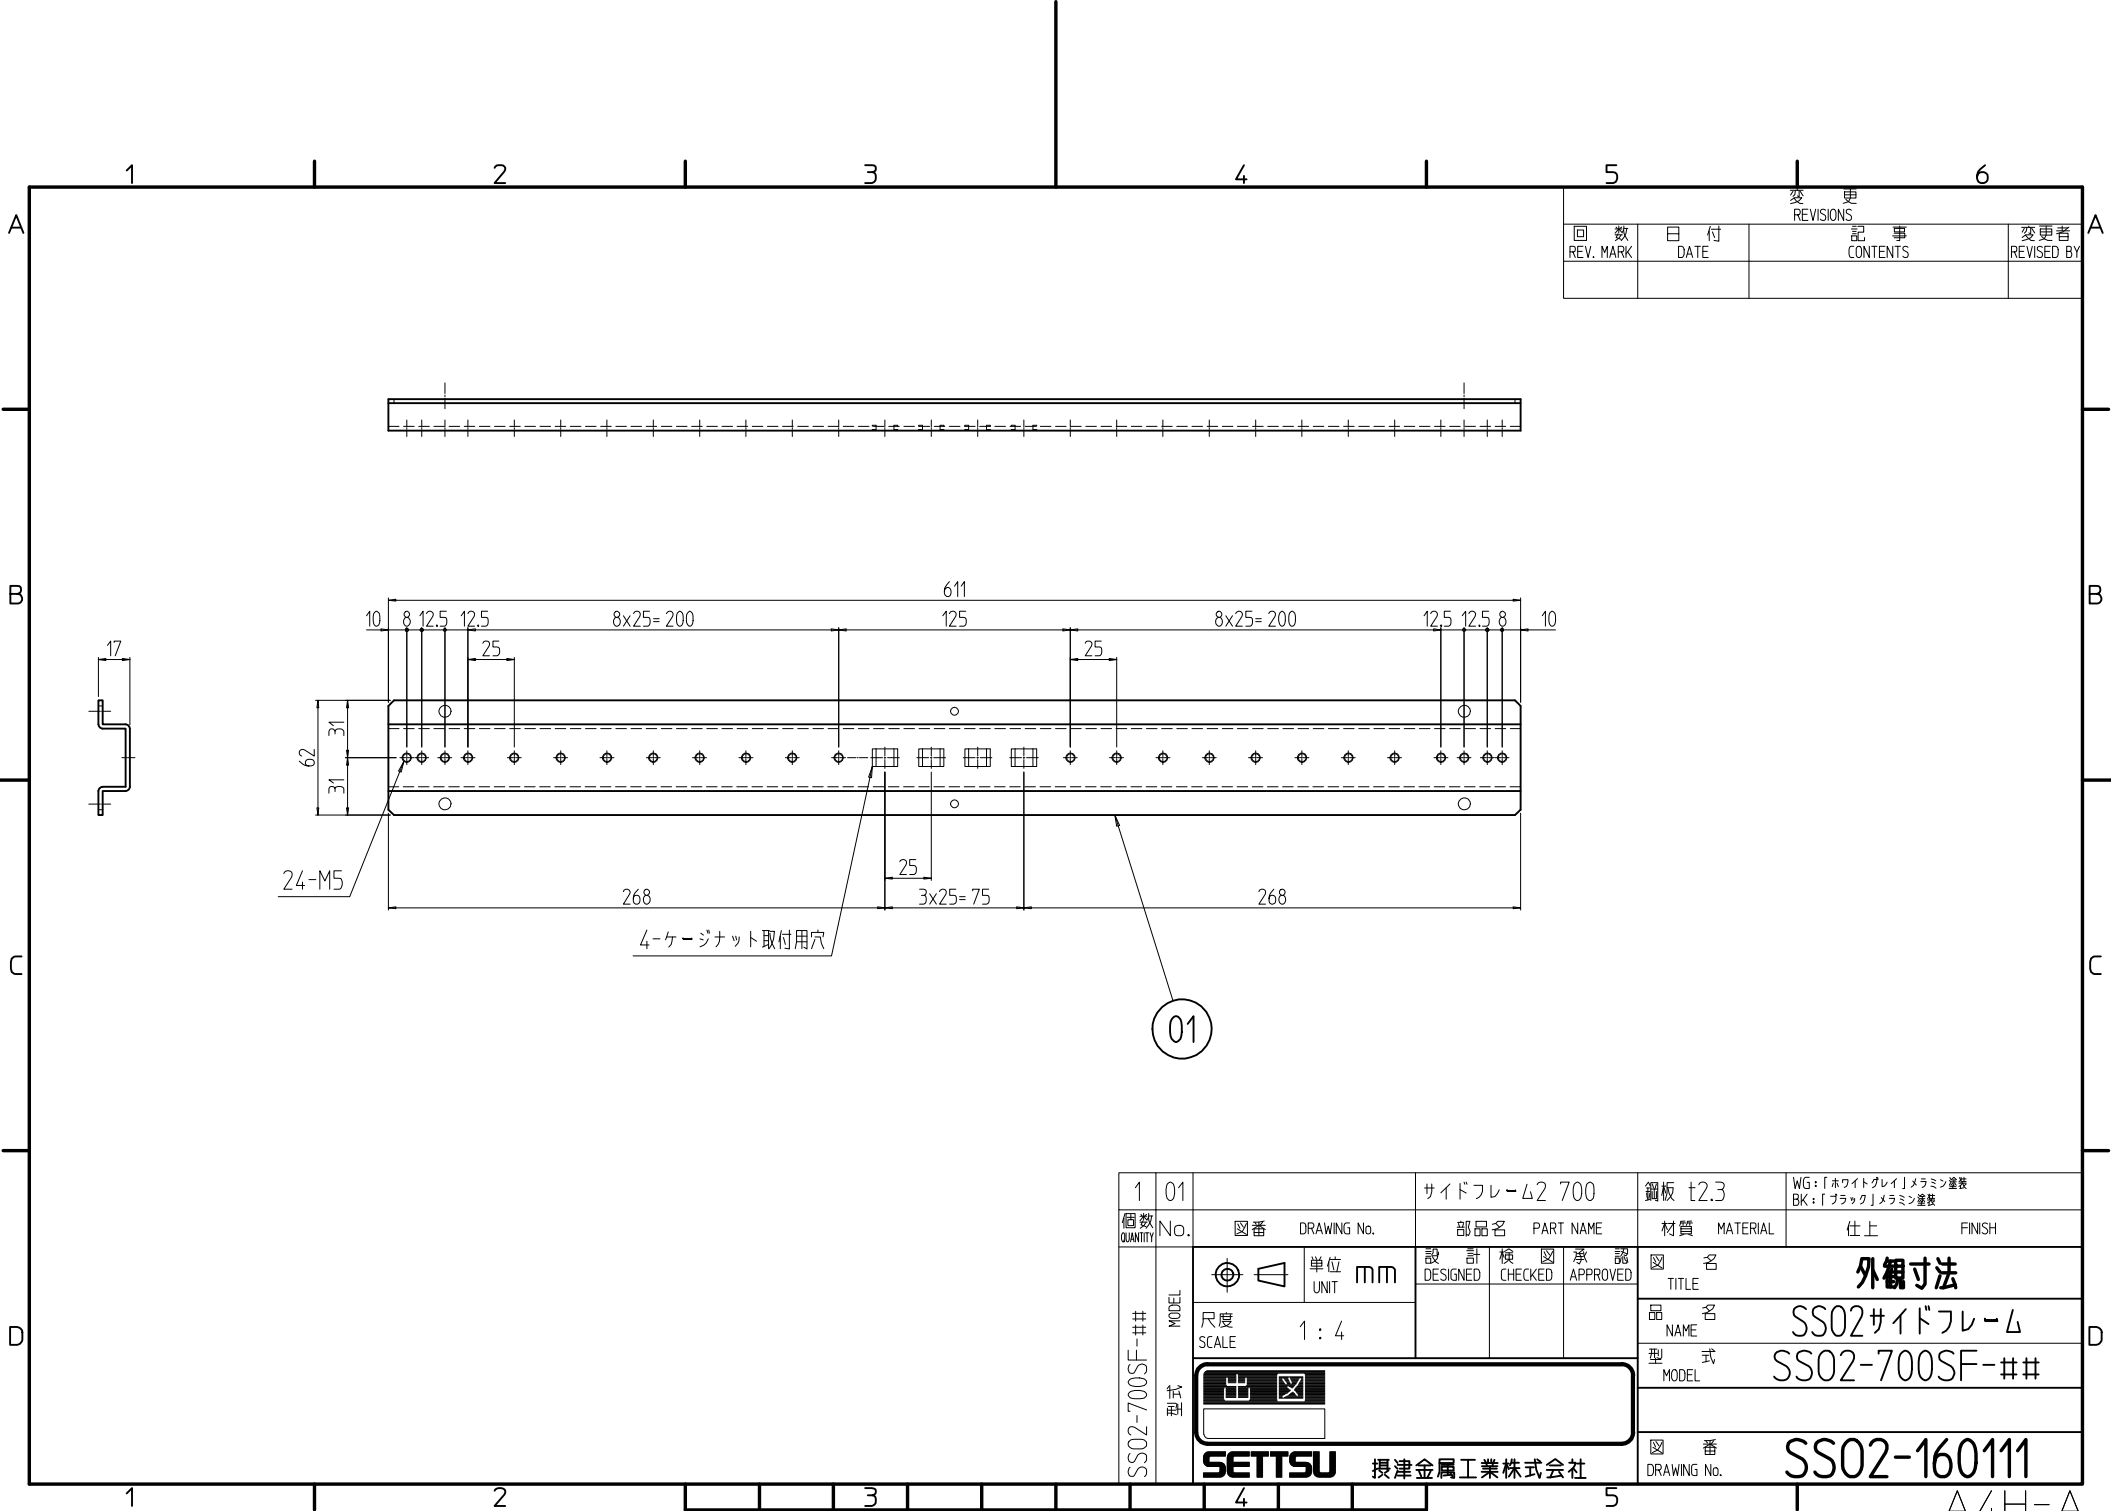 1 2 3 4 5 6
A A
変更
REVISIONS
回数 日付 記事 変更者
REV. MARK DATE CONTENTS REVISED BY
B B
611
10 8 12.5 12.5 8x25=200 125 8x25=200 12.5 12.5 8 10
25 25
17
62
31
31
24-M5
25
268 3x25=75 268
4-ケージナット取付用穴
C C
01
1 01 サイドフレーム2 700 鋼板 t2.3
WG:「ホワイトグレイ」メラミン塗装
BK:「ブラック」メラミン塗装
個数 No. 図番 DRAWING No. 部品名 PART NAME 材質 MATERIAL 仕上 FINISH
QUANTITY
SS02-700SF-##
MODEL
型式
単位 mm
UNIT
設計 検図 承認
DESIGNED CHECKED APPROVED
尺度 1:4
SCALE
図名 外観寸法
TITLE
D D
品名 SS02サイドフレーム
NAME
型式 SS02-700SF-##
MODEL
出図
SETTSU 摂津金属工業株式会社
図番 SS02-160111
DRAWING No.
1 2 3 4 5